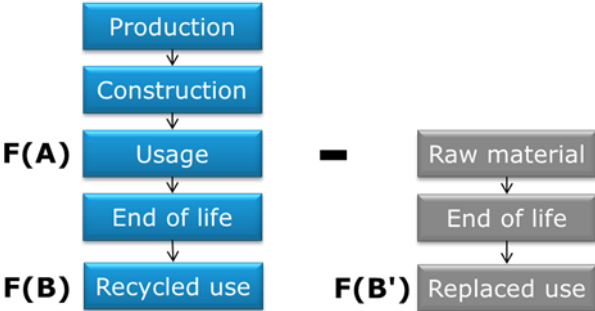 Production
Construction
F(A) Usage - Raw material
End of life End of life
F(B) Recycled use F(B') Replaced use